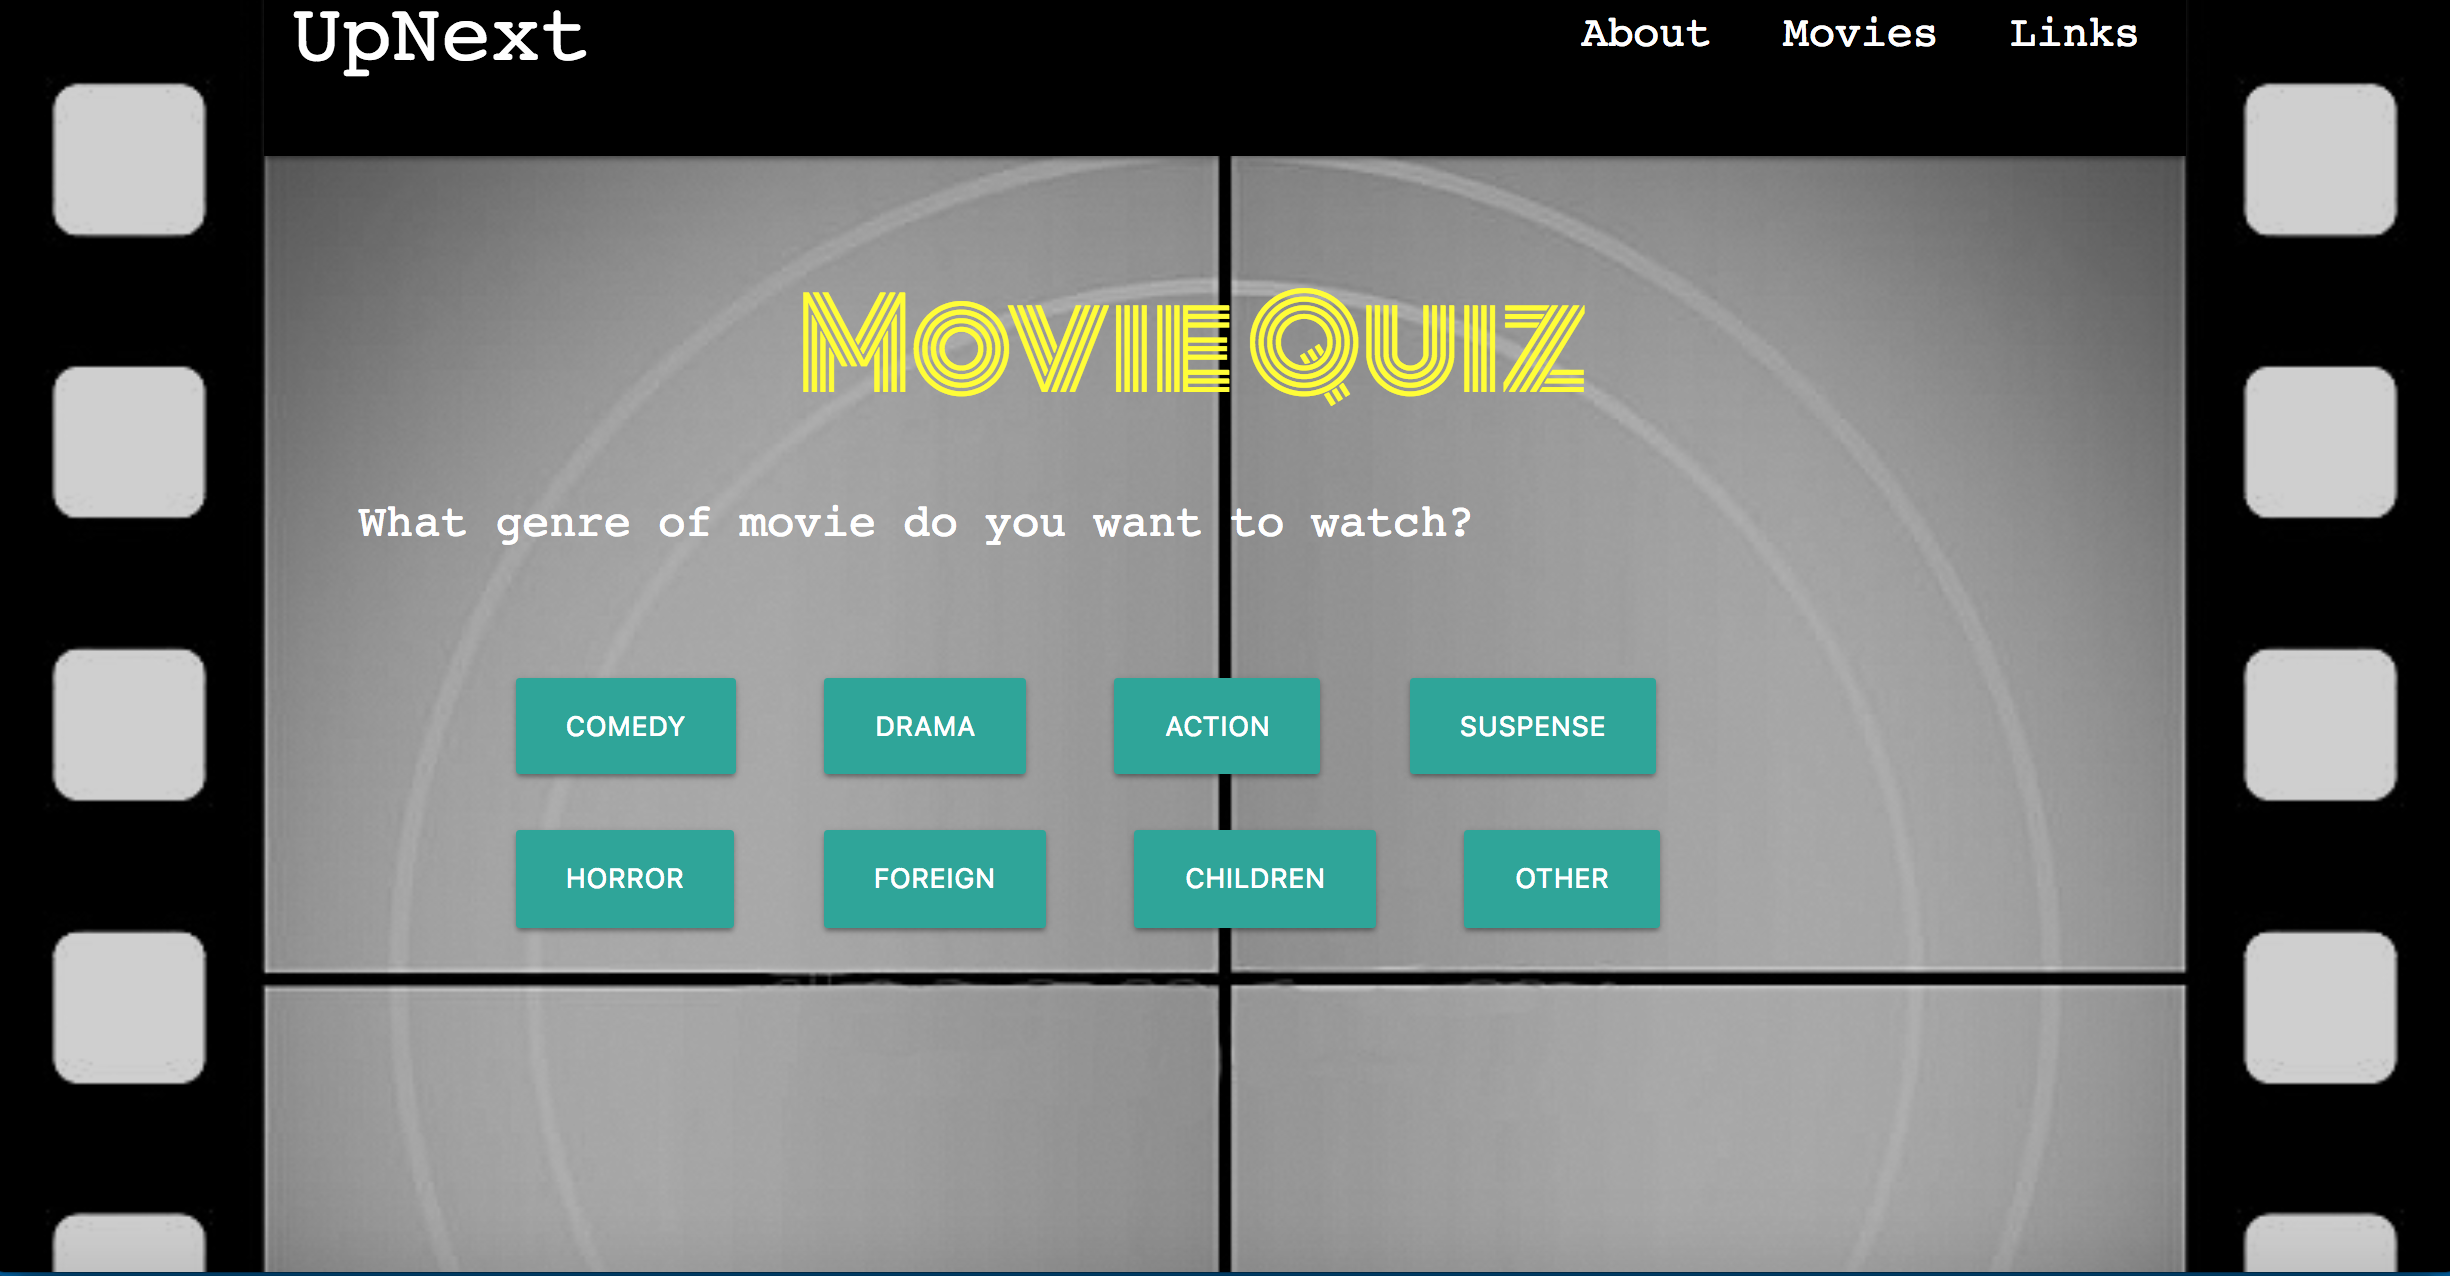 UpNext About Movies Links
Movie Quiz
What genre of movie do you want to watch?
COMEDY DRAMA ACTION SUSPENSE
HORROR FOREIGN CHILDREN OTHER